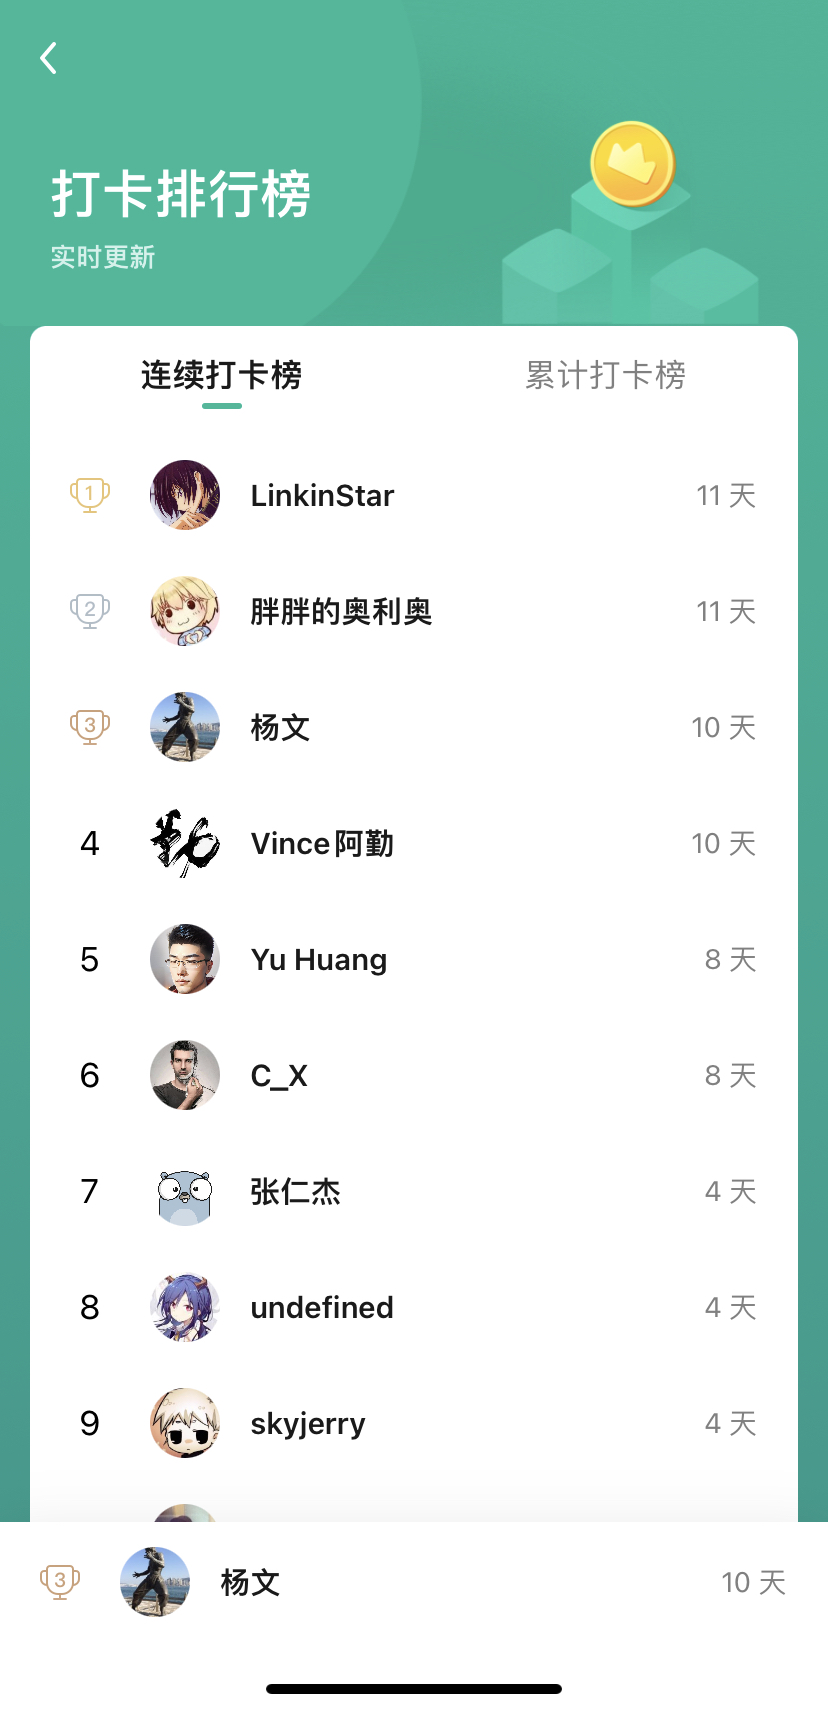 打卡排行榜
实时更新
连续打卡榜 累计打卡榜
1 LinkinStar 11 天
2 胖胖的奥利奥 11 天
3 杨文 10 天
4 勤 Vince阿勤 10 天
5 Yu Huang 8 天
6 C_X 8 天
7 张仁杰 4 天
8 undefined 4 天
9 skyjerry 4 天
3 杨文 10 天